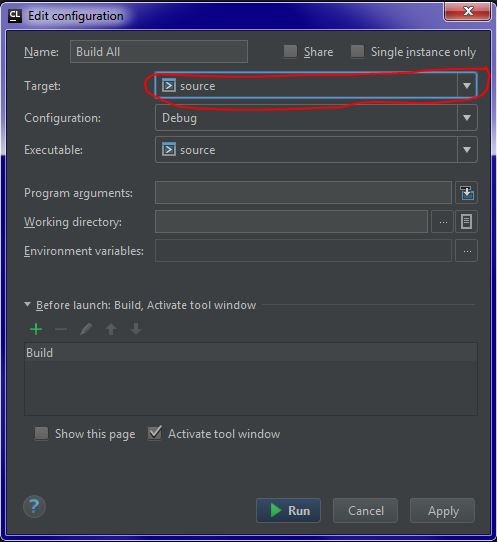 CL Edit configuration X
Name: Build All Share Single instance only
Target: source
Configuration: Debug
Executable: source
Program arguments:
Working directory: ...
Environment variables: ...
Before launch: Build, Activate tool window
Build
Show this page Activate tool window
? Run Cancel Apply